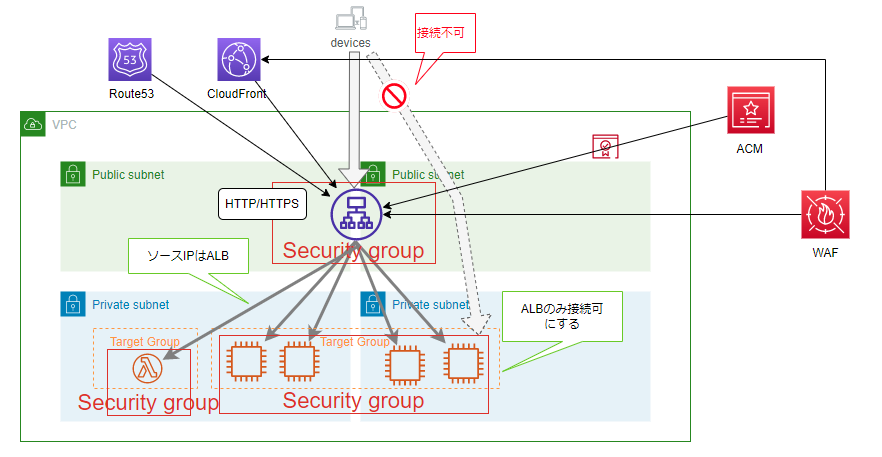 接続不可
devices
53
Route53
CloudFront
VPC
ACM
Public subnet
Public subnet
HTTP/HTTPS
Security group
WAF
ソースIPはALB
Private subnet
Private subnet
ALBのみ接続可
にする
Target Group
Target Group
Security group
Security group